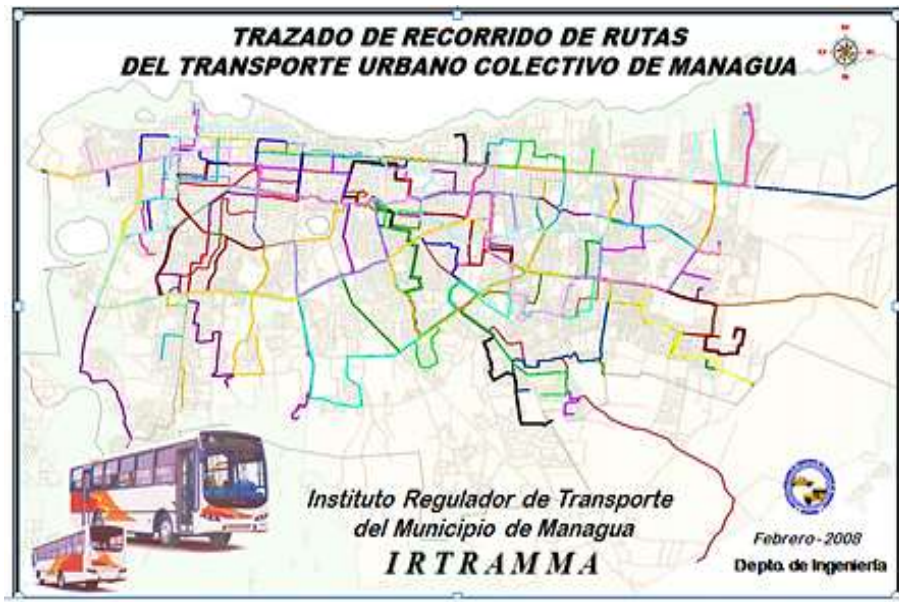 TRAZADO DE RECORRIDO DE RUTAS
DEL TRANSPORTE URBANO COLECTIVO DE MANAGUA
Instituto Regulador de Transporte
del Municipio de Managua
IRTRAMMA
Febrero-2008
Depto. de Ingeniería